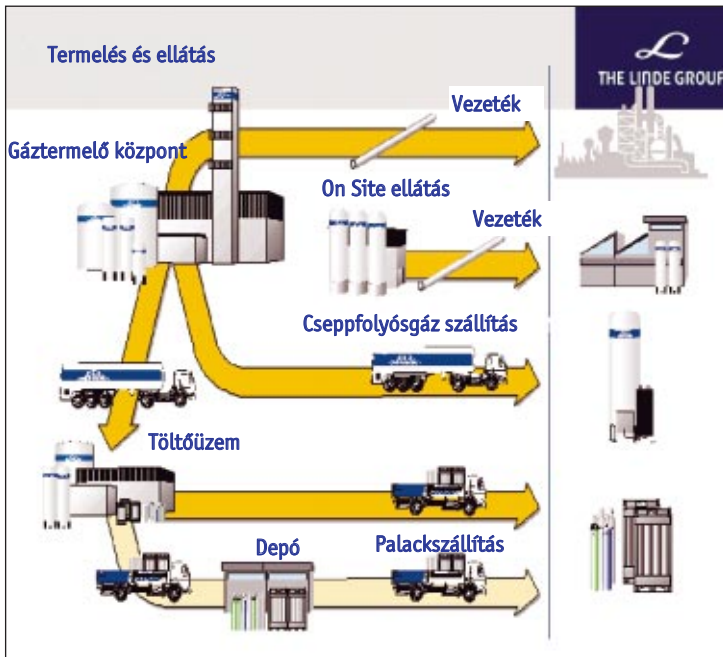 Termelés és ellátás
THE LINDE GROUP
Vezeték
Gáztermelő központ
On Site ellátás
Vezeték
Cseppfolyósgáz szállítás
Töltőüzem
Depó
Palackszállítás